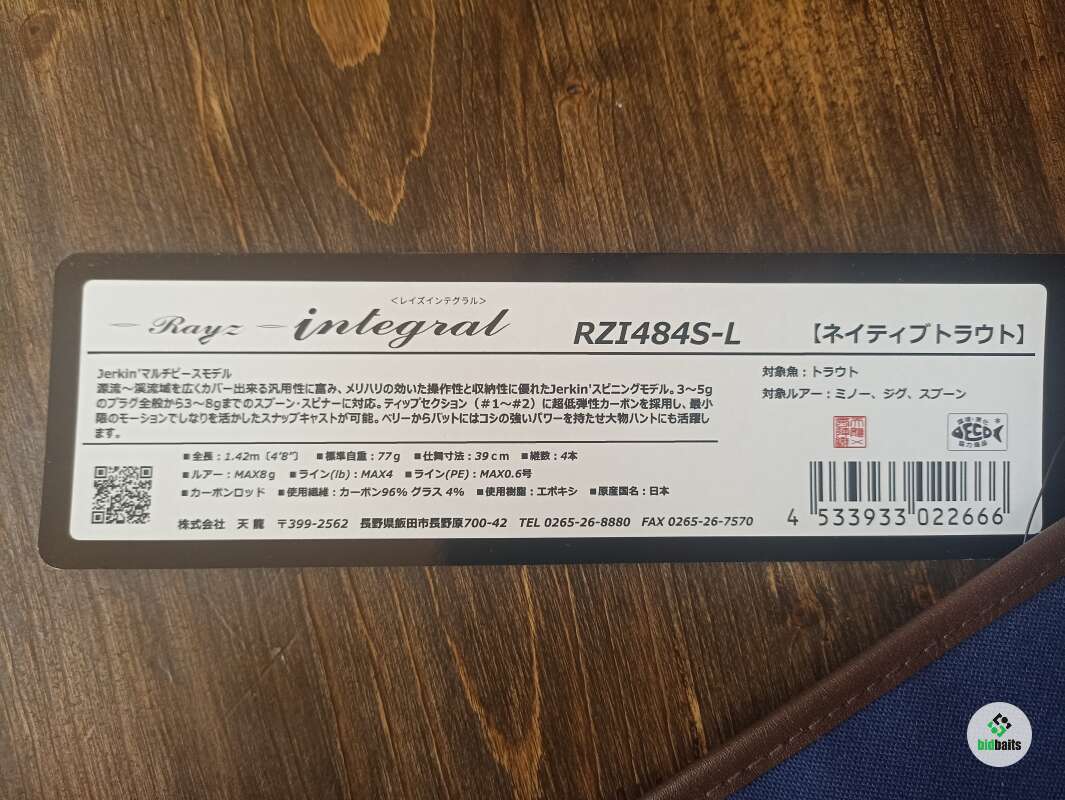 <レイズインテグラル>
Rayz integral RZI484S-L 【ネイティブトラウト】
Jerkin'マルチピースモデル
源流~渓流域を広くカバー出来る汎用性に富み、メリハリの効いた操作性と収納性に優れたJerkin'スピニングモデル。3~5g
のプラグ全般から3~8gまでのスプーン・スピナーに対応。ティップセクション(#1~#2)に超低弾性カーボンを採用し、最小
限のモーションでしなりを活かしたスナップキャストが可能。ベリーからバットにはコシの強いパワーを持たせ大物ハントにも活躍し
ます。
対象魚:トラウト
対象ルアー:ミノー、ジグ、スプーン
■全長:1.42m〔4'8"〕 ■標準自重:77g ■仕舞寸法:39cm ■継数:4本
■ルアー:MAX8g ■ライン(lb):MAX4 ■ライン(PE):MAX0.6号
■カーボンロッド ■使用繊維:カーボン96% グラス4% ■使用樹脂:エポキシ ■原産国名:日本
株式会社 天龍 〒399-2562 長野県飯田市長野原700-42 TEL 0265-26-8880 FAX 0265-26-7570
DECO
4 533933 022666
bidbaits